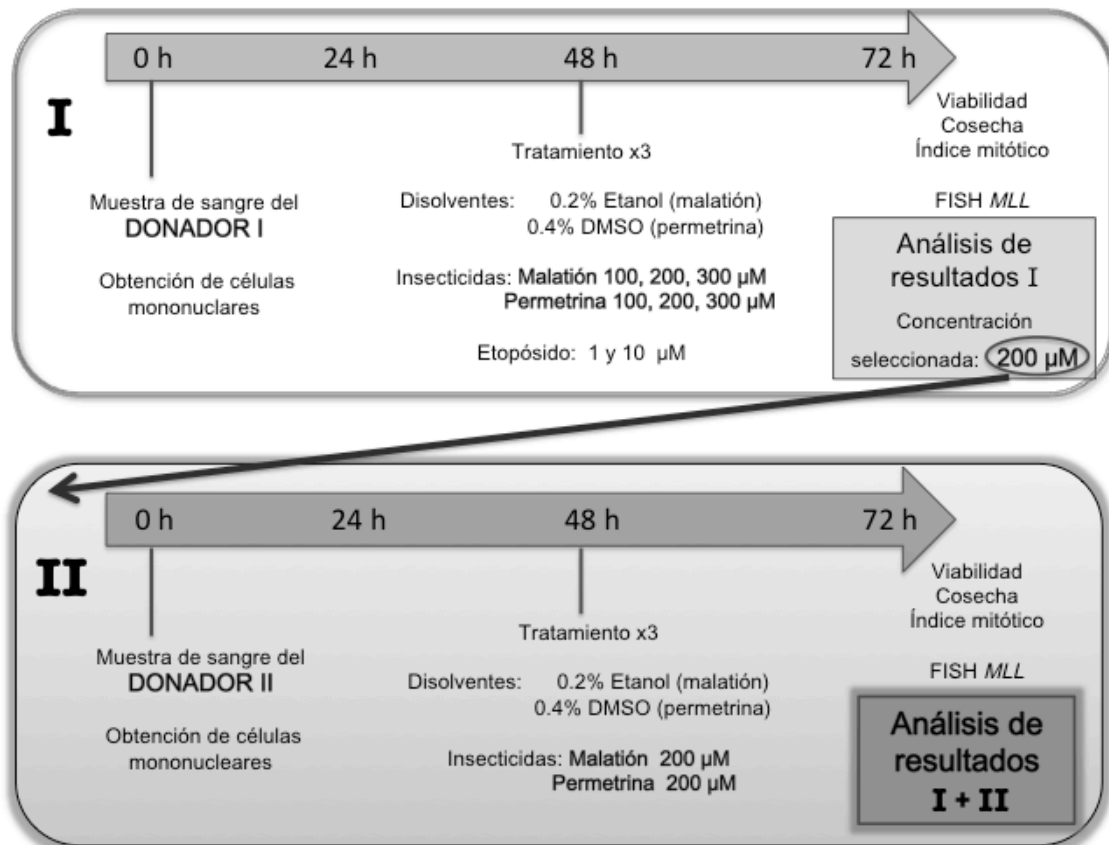 0 h 24 h 48 h 72 h
I
Muestra de sangre del
DONADOR I
Obtención de células
mononuclares
Tratamiento x3
Disolventes: 0.2% Etanol (malatión)
0.4% DMSO (permetrina)
Insecticidas: Malatión 100, 200, 300 µM
Permetrina 100, 200, 300 µM
Etopósido: 1 y 10 µM
Viabilidad
Cosecha
Índice mitótico
FISH MLL
Análisis de
resultados I
Concentración
seleccionada: 200 µM
0 h 24 h 48 h 72 h
II
Muestra de sangre del
DONADOR II
Obtención de células
mononucleares
Tratamiento x3
Disolventes: 0.2% Etanol (malatión)
0.4% DMSO (permetrina)
Insecticidas: Malatión 200 µM
Permetrina 200 µM
Viabilidad
Cosecha
Índice mitótico
FISH MLL
Análisis de
resultados
I + II